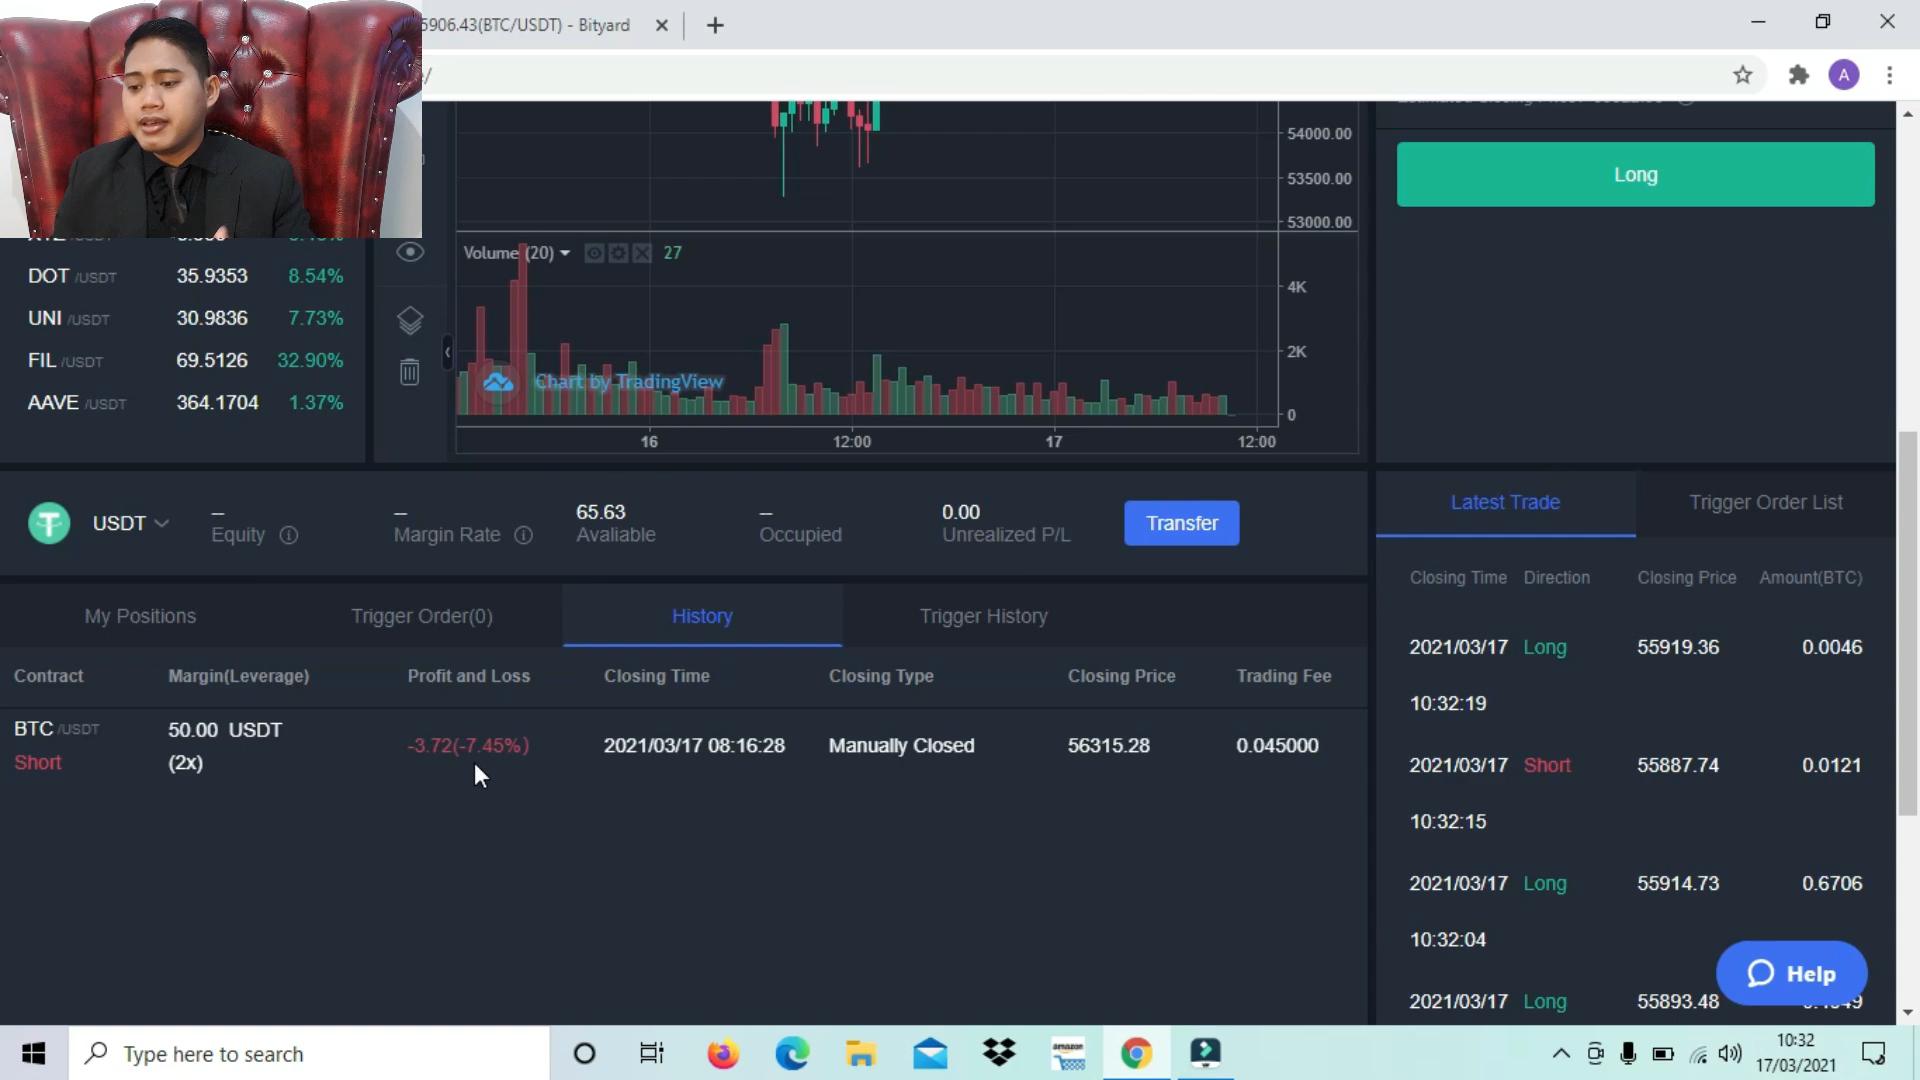 5906.43(BTC/USDT) - Bityard
/
A
54000.00
53500.00
53000.00
Long
Volume (20) 27
4K
2K
0
Chart by TradingView
16 12:00 17 12:00
DOT /USDT 35.9353 8.54%
UNI /USDT 30.9836 7.73%
FIL /USDT 69.5126 32.90%
AAVE /USDT 364.1704 1.37%
USDT
-- Equity
-- Margin Rate
65.63 Avaliable
-- Occupied
0.00 Unrealized P/L
Transfer
Latest Trade Trigger Order List
My Positions Trigger Order(0) History Trigger History
Contract Margin(Leverage) Profit and Loss Closing Time Closing Type Closing Price Trading Fee
BTC /USDT 50.00 USDT -3.72(-7.45%) 2021/03/17 08:16:28 Manually Closed 56315.28 0.045000
Short (2x)
Closing Time Direction Closing Price Amount(BTC)
2021/03/17 Long 55919.36 0.0046
10:32:19
2021/03/17 Short 55887.74 0.0121
10:32:15
2021/03/17 Long 55914.73 0.6706
10:32:04
2021/03/17 Long 55893.48
Help
Type here to search
amazon
10:32
17/03/2021